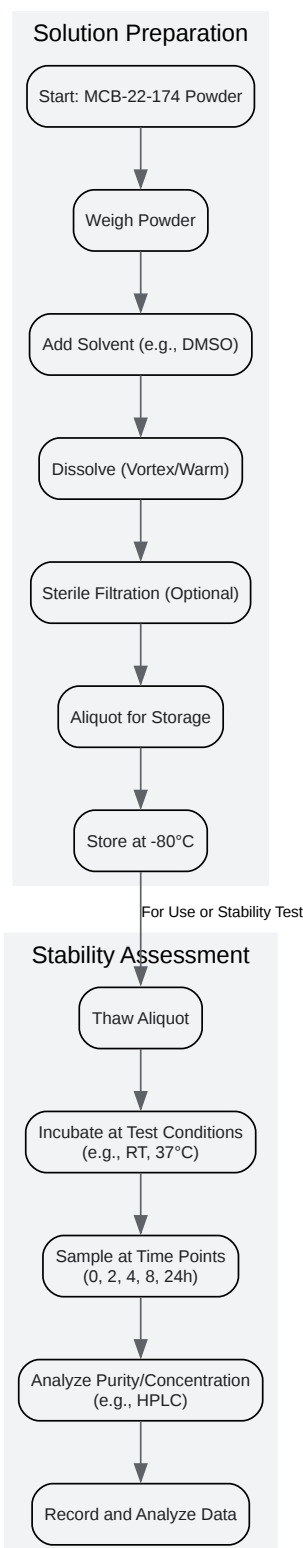 Solution Preparation
Start: MCB-22-174 Powder
Weigh Powder
Add Solvent (e.g., DMSO)
Dissolve (Vortex/Warm)
Sterile Filtration (Optional)
Aliquot for Storage
Store at -80°C
For Use or Stability Test
Stability Assessment
Thaw Aliquot
Incubate at Test Conditions
(e.g., RT, 37°C)
Sample at Time Points
(0, 2, 4, 8, 24h)
Analyze Purity/Concentration
(e.g., HPLC)
Record and Analyze Data